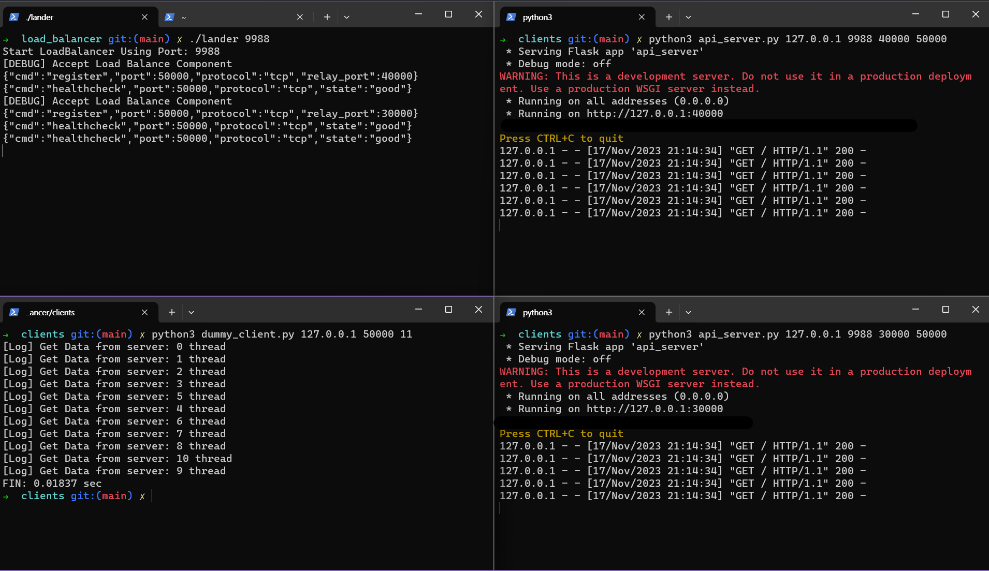 ./lander
~
→ load_balancer git:(main) ✗ ./lander 9988
Start LoadBalancer Using Port: 9988
[DEBUG] Accept Load Balance Component
{"cmd":"register","port":50000,"protocol":"tcp","relay_port":40000}
{"cmd":"healthcheck","port":50000,"protocol":"tcp","state":"good"}
[DEBUG] Accept Load Balance Component
{"cmd":"register","port":50000,"protocol":"tcp","relay_port":30000}
{"cmd":"healthcheck","port":50000,"protocol":"tcp","state":"good"}
{"cmd":"healthcheck","port":50000,"protocol":"tcp","state":"good"}
python3
→ clients git:(main) ✗ python3 api_server.py 127.0.0.1 9988 40000 50000
* Serving Flask app 'api_server'
* Debug mode: off
WARNING: This is a development server. Do not use it in a production deploym
ent. Use a production WSGI server instead.
* Running on all addresses (0.0.0.0)
* Running on http://127.0.0.1:40000
Press CTRL+C to quit
127.0.0.1 - - [17/Nov/2023 21:14:34] "GET / HTTP/1.1" 200 -
127.0.0.1 - - [17/Nov/2023 21:14:34] "GET / HTTP/1.1" 200 -
127.0.0.1 - - [17/Nov/2023 21:14:34] "GET / HTTP/1.1" 200 -
127.0.0.1 - - [17/Nov/2023 21:14:34] "GET / HTTP/1.1" 200 -
127.0.0.1 - - [17/Nov/2023 21:14:34] "GET / HTTP/1.1" 200 -
127.0.0.1 - - [17/Nov/2023 21:14:34] "GET / HTTP/1.1" 200 -
ancer/clients
→ clients git:(main) ✗ python3 dummy_client.py 127.0.0.1 50000 11
[Log] Get Data from server: 0 thread
[Log] Get Data from server: 1 thread
[Log] Get Data from server: 2 thread
[Log] Get Data from server: 3 thread
[Log] Get Data from server: 5 thread
[Log] Get Data from server: 4 thread
[Log] Get Data from server: 6 thread
[Log] Get Data from server: 7 thread
[Log] Get Data from server: 8 thread
[Log] Get Data from server: 10 thread
[Log] Get Data from server: 9 thread
FIN: 0.01837 sec
→ clients git:(main) ✗
python3
→ clients git:(main) ✗ python3 api_server.py 127.0.0.1 9988 30000 50000
* Serving Flask app 'api_server'
* Debug mode: off
WARNING: This is a development server. Do not use it in a production deploym
ent. Use a production WSGI server instead.
* Running on all addresses (0.0.0.0)
* Running on http://127.0.0.1:30000
Press CTRL+C to quit
127.0.0.1 - - [17/Nov/2023 21:14:34] "GET / HTTP/1.1" 200 -
127.0.0.1 - - [17/Nov/2023 21:14:34] "GET / HTTP/1.1" 200 -
127.0.0.1 - - [17/Nov/2023 21:14:34] "GET / HTTP/1.1" 200 -
127.0.0.1 - - [17/Nov/2023 21:14:34] "GET / HTTP/1.1" 200 -
127.0.0.1 - - [17/Nov/2023 21:14:34] "GET / HTTP/1.1" 200 -